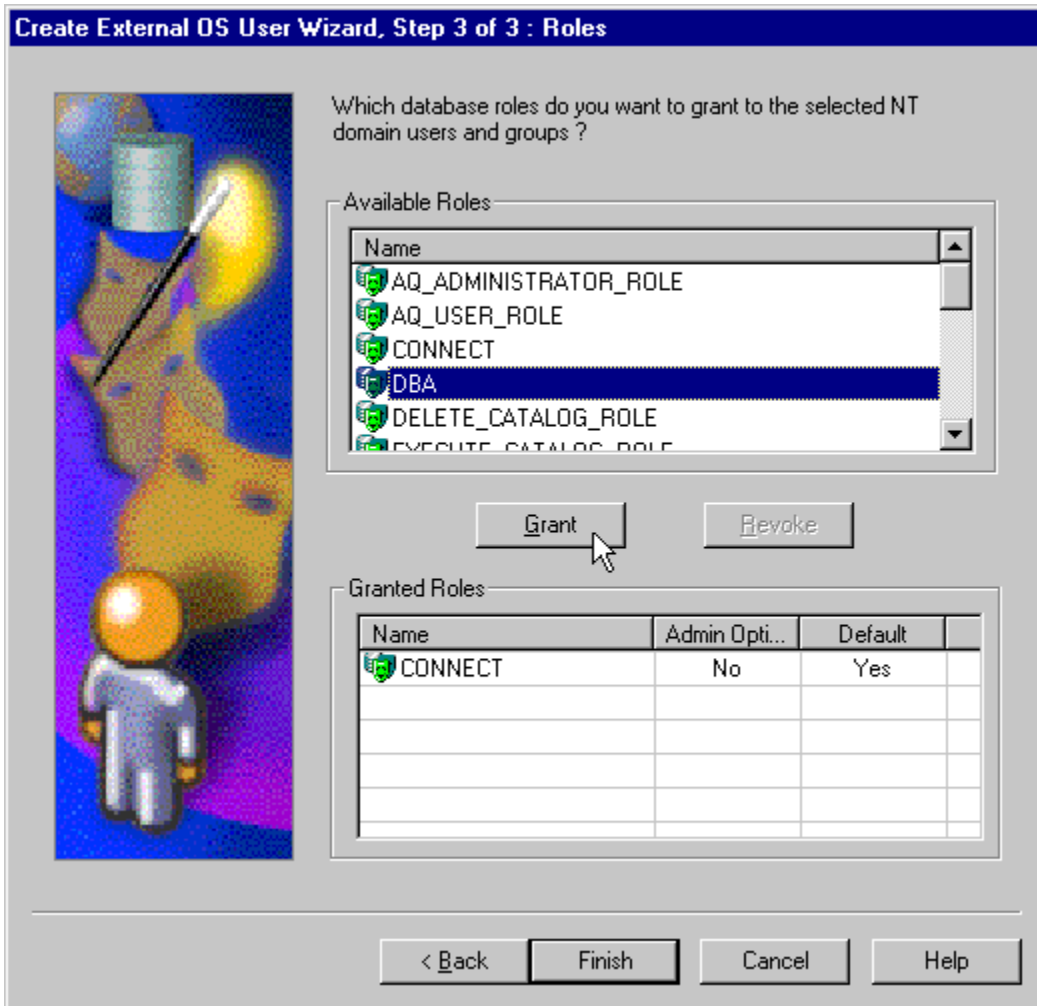 Create External OS User Wizard, Step 3 of 3 : Roles
Which database roles do you want to grant to the selected NT
domain users and groups ?
Available Roles
Name
AQ_ADMINISTRATOR_ROLE
AQ_USER_ROLE
CONNECT
DBA
DELETE_CATALOG_ROLE
EXECUTE_CATALOG_ROLE
Grant Revoke
Granted Roles
Name Admin Opti... Default
CONNECT No Yes
< Back Finish Cancel Help